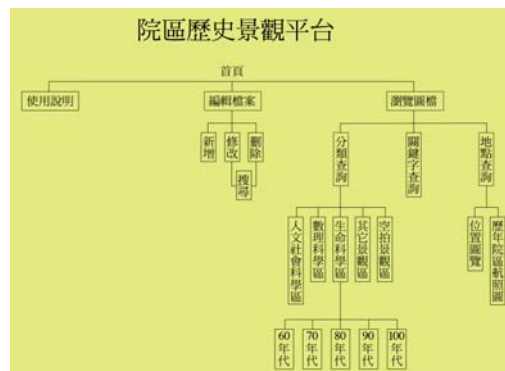 院區歷史景觀平台
首頁
使用說明
編輯檔案
瀏覽圖檔
新增
修改
刪除
搜尋
分類查詢
關鍵字查詢
地點查詢
人文社會科學區
數理科學區
生命科學區
其它景觀區
空拍景觀區
位置圖覽
歷年院區航照圖
60年代
70年代
80年代
90年代
100年代